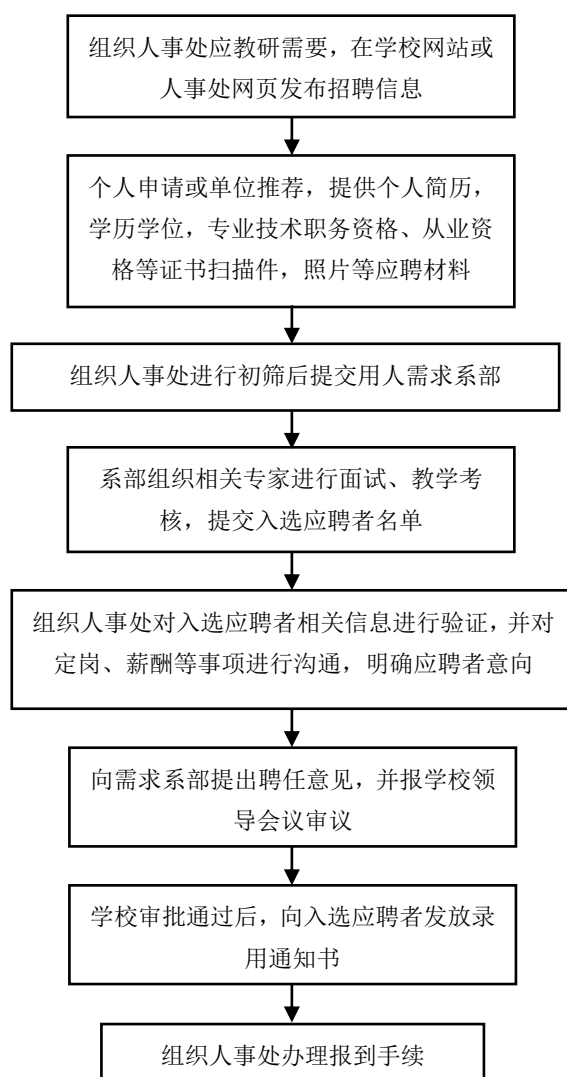 组织人事处应教研需要，在学校网站或
人事处网页发布招聘信息
个人申请或单位推荐，提供个人简历，
学历学位，专业技术职务资格、从业资
格等证书扫描件，照片等应聘材料
组织人事处进行初筛后提交用人需求系部
系部组织相关专家进行面试、教学考
核，提交入选应聘者名单
组织人事处对入选应聘者相关信息进行验证，并对
定岗、薪酬等事项进行沟通，明确应聘者意向
向需求系部提出聘任意见，并报学校领
导会议审议
学校审批通过后，向入选应聘者发放录
用通知书
组织人事处办理报到手续